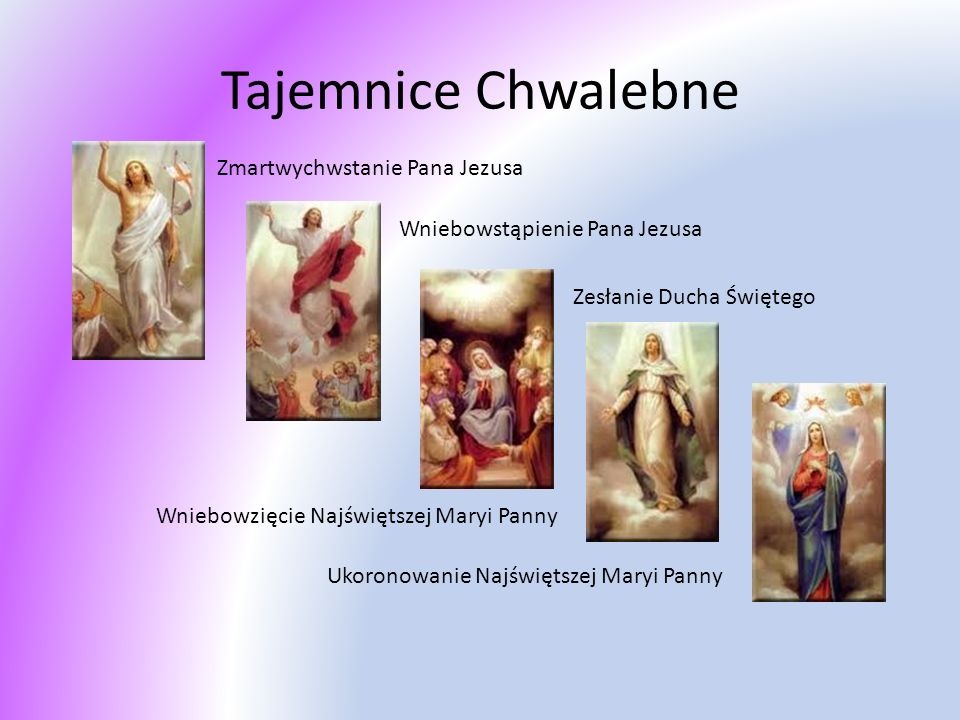 Tajemnice Chwalebne
Zmartwychwstanie Pana Jezusa
Wniebowstąpienie Pana Jezusa
Zesłanie Ducha Świętego
Wniebowzięcie Najświętszej Maryi Panny
Ukoronowanie Najświętszej Maryi Panny